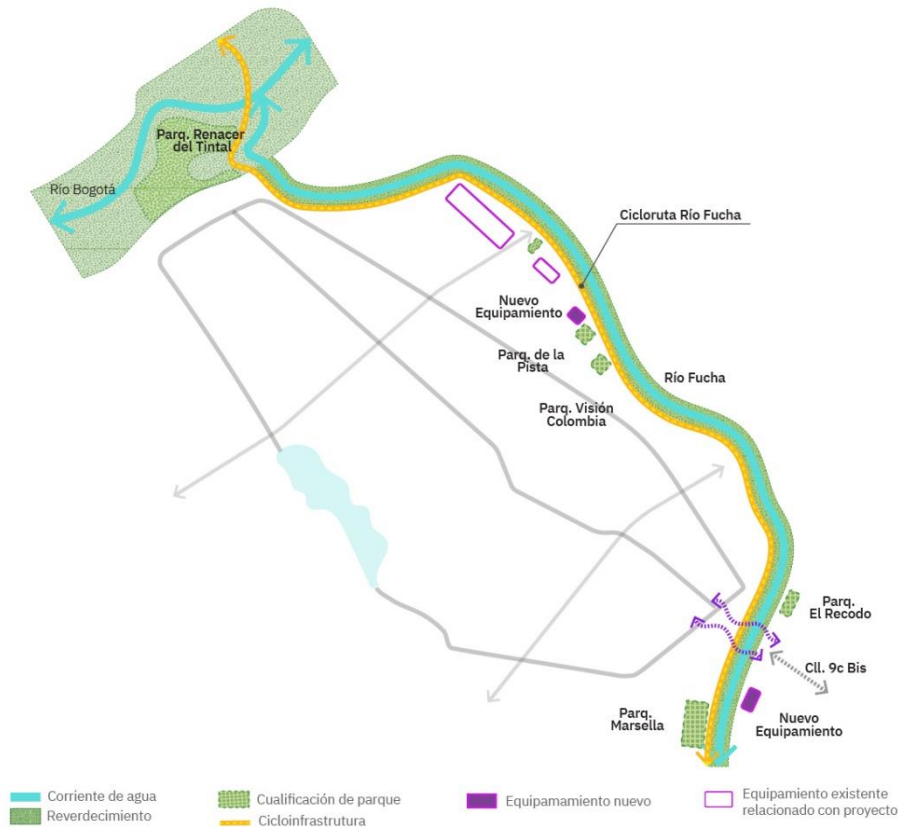 Parq. Renacer
del Tintal
Río Bogotá
Cicloruta Río Fucha
Nuevo
Equipamiento
Parq. de la
Pista
Río Fucha
Parq. Visión
Colombia
Parq.
El Recodo
Cll. 9c Bis
Parq.
Marsella
Nuevo
Equipamiento
Corriente de agua
Reverdecimiento
Cualificación de parque
Cicloinfrastrutura
Equipamamiento nuevo
Equipamiento existente
relacionado con proyecto